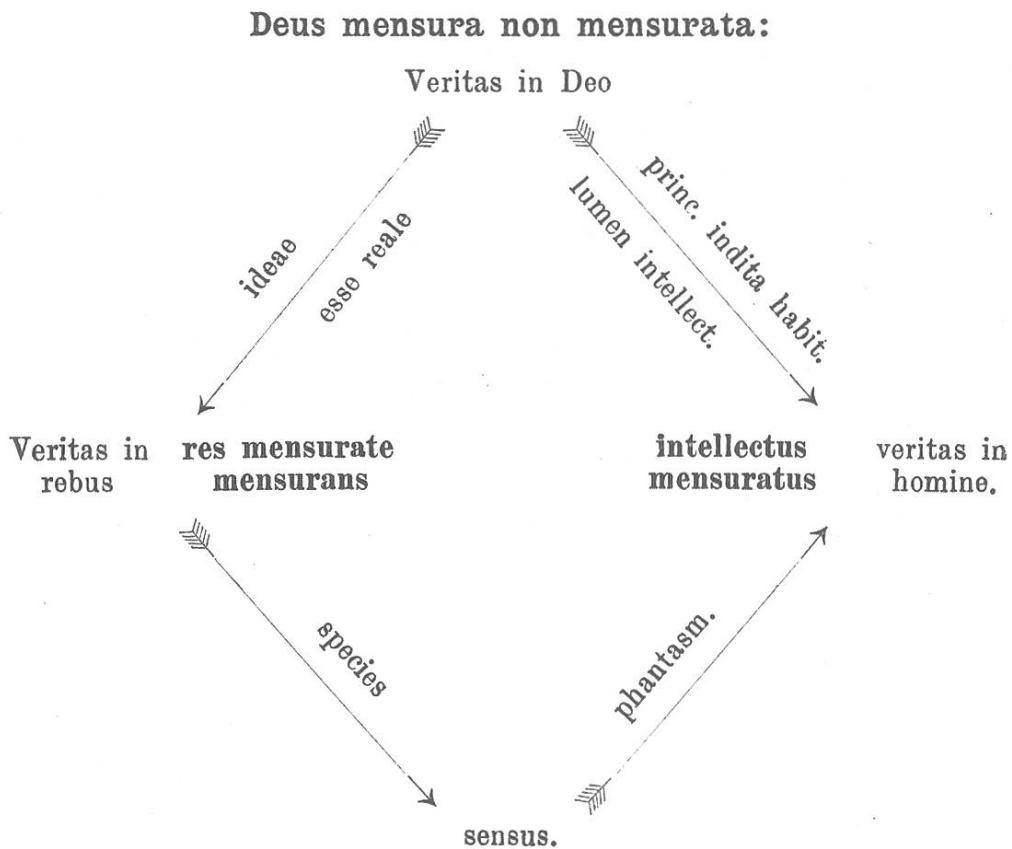 Deus mensura non mensurata:
Veritas in Deo
ideae
esse reale
lumen intellect.
princ. indita habit.
Veritas in
rebus
res mensurate
mensurans
intellectus
mensuratus
veritas in
homine.
species
phantasm.
sensus.